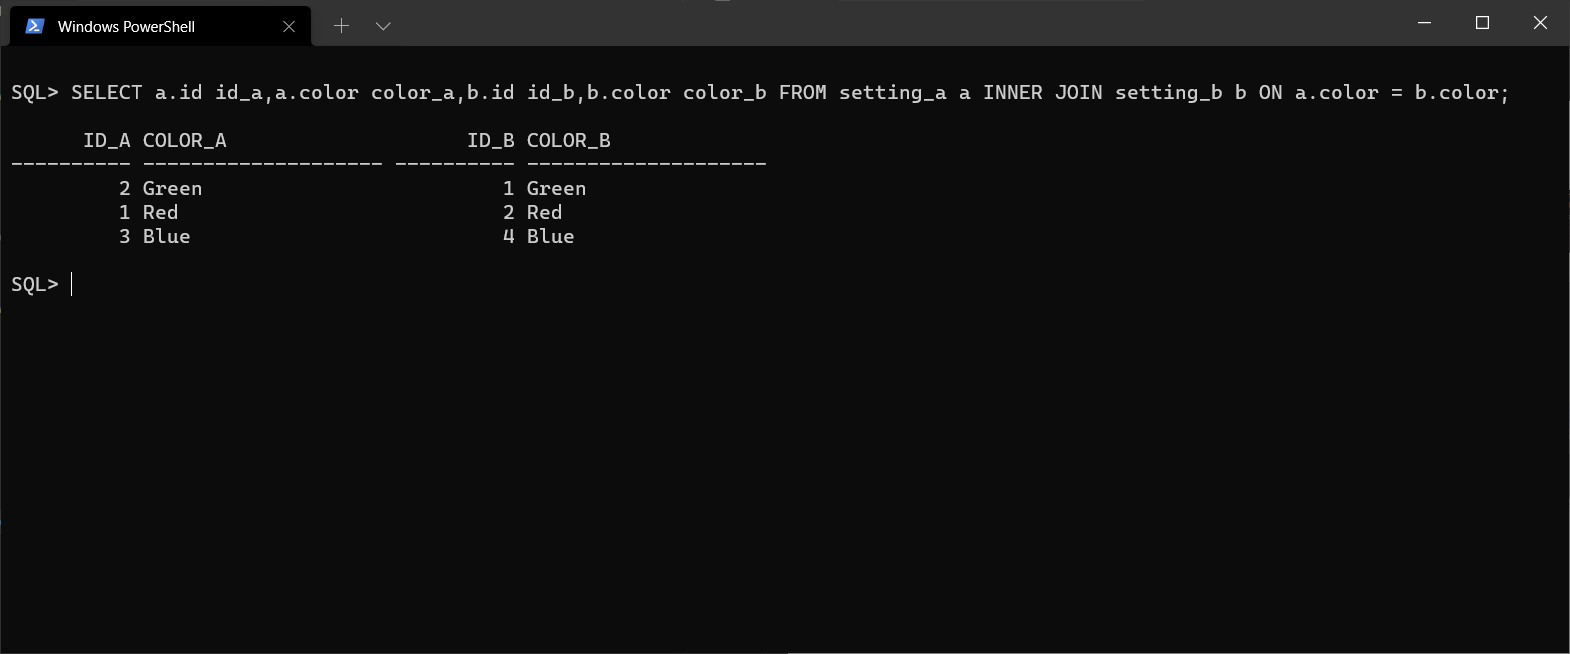 Windows PowerShell
SQL> SELECT a.id id_a,a.color color_a,b.id id_b,b.color color_b FROM setting_a a INNER JOIN setting_b b ON a.color = b.color;
      ID_A COLOR_A                    ID_B COLOR_B
---------- -------------------- ---------- --------------------
         2 Green                         1 Green
         1 Red                           2 Red
         3 Blue                          4 Blue
SQL>